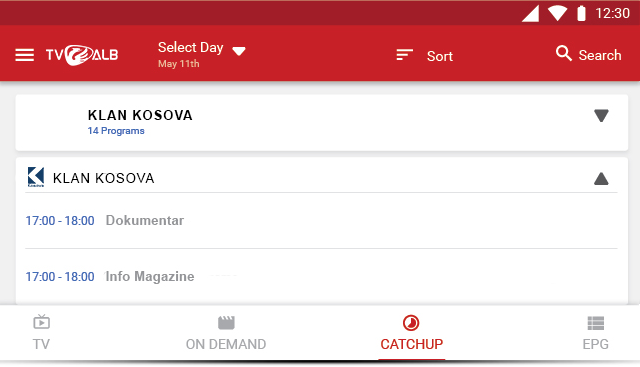 12:30
TV ALB
Select Day
May 11th
Sort
Search
KLAN KOSOVA
14 Programs
KLAN KOSOVA
17:00 - 18:00 Dokumentar
17:00 - 18:00 Info Magazine
TV
ON DEMAND
CATCHUP
EPG